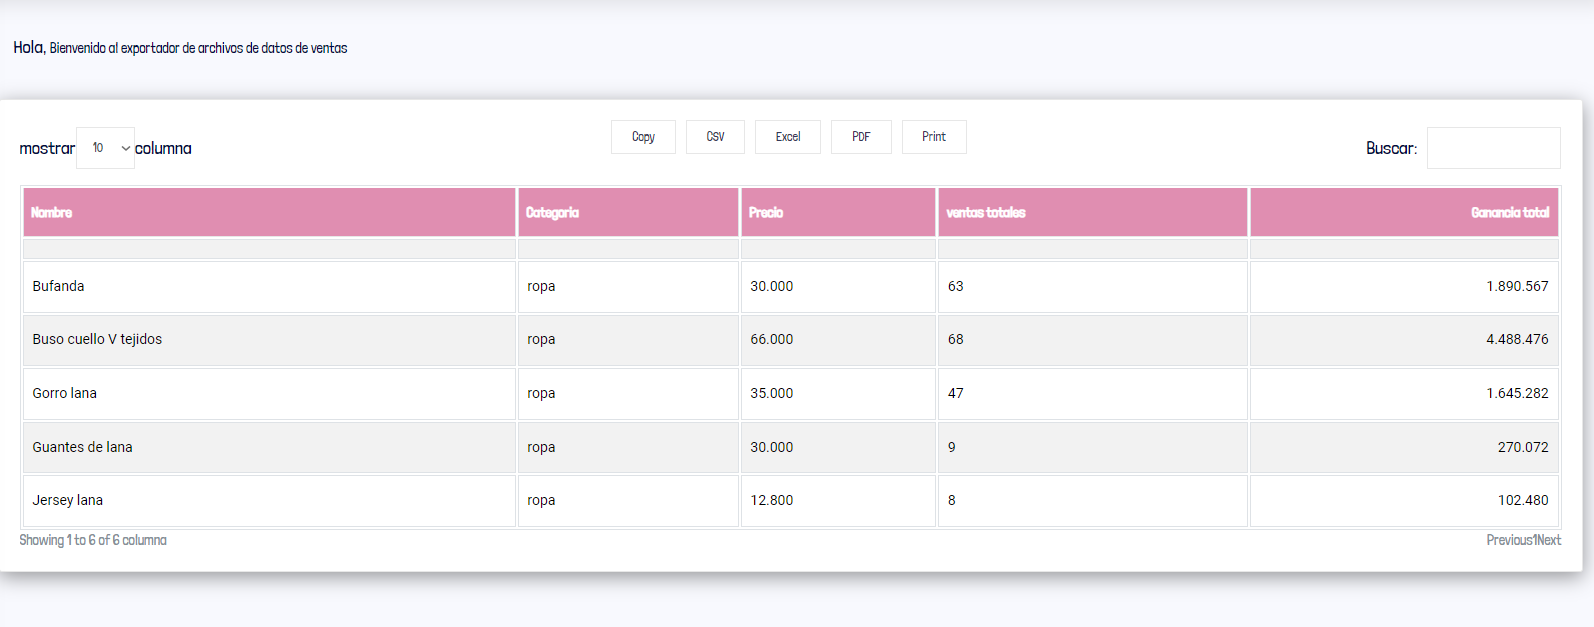 Hola, Bienvenido al exportador de archivos de datos de ventas
mostrar 10 columna
Copy CSV Excel PDF Print
Buscar:
Nombre Categoria Precio ventas totales Ganancia total
Bufanda ropa 30.000 63 1.890.567
Buso cuello V tejidos ropa 66.000 68 4.488.476
Gorro lana ropa 35.000 47 1.645.282
Guantes de lana ropa 30.000 9 270.072
Jersey lana ropa 12.800 8 102.480
Showing 1 to 6 of 6 columna
Previous1Next